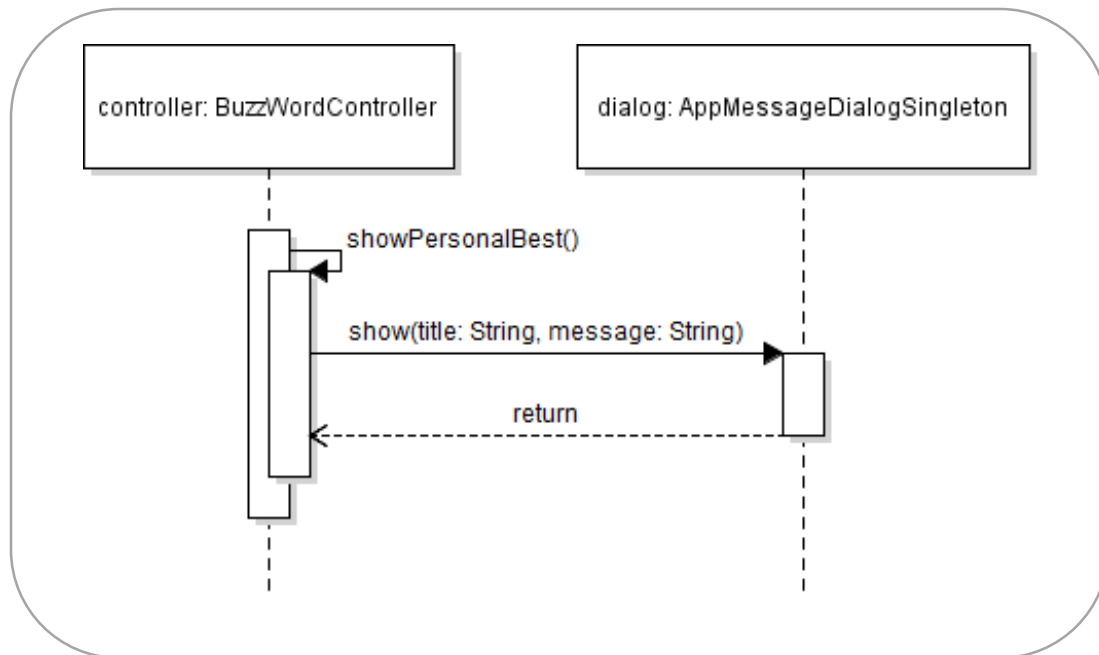 controller: BuzzWordController
dialog: AppMessageDialogSingleton
showPersonalBest()
show(title: String, message: String)
return